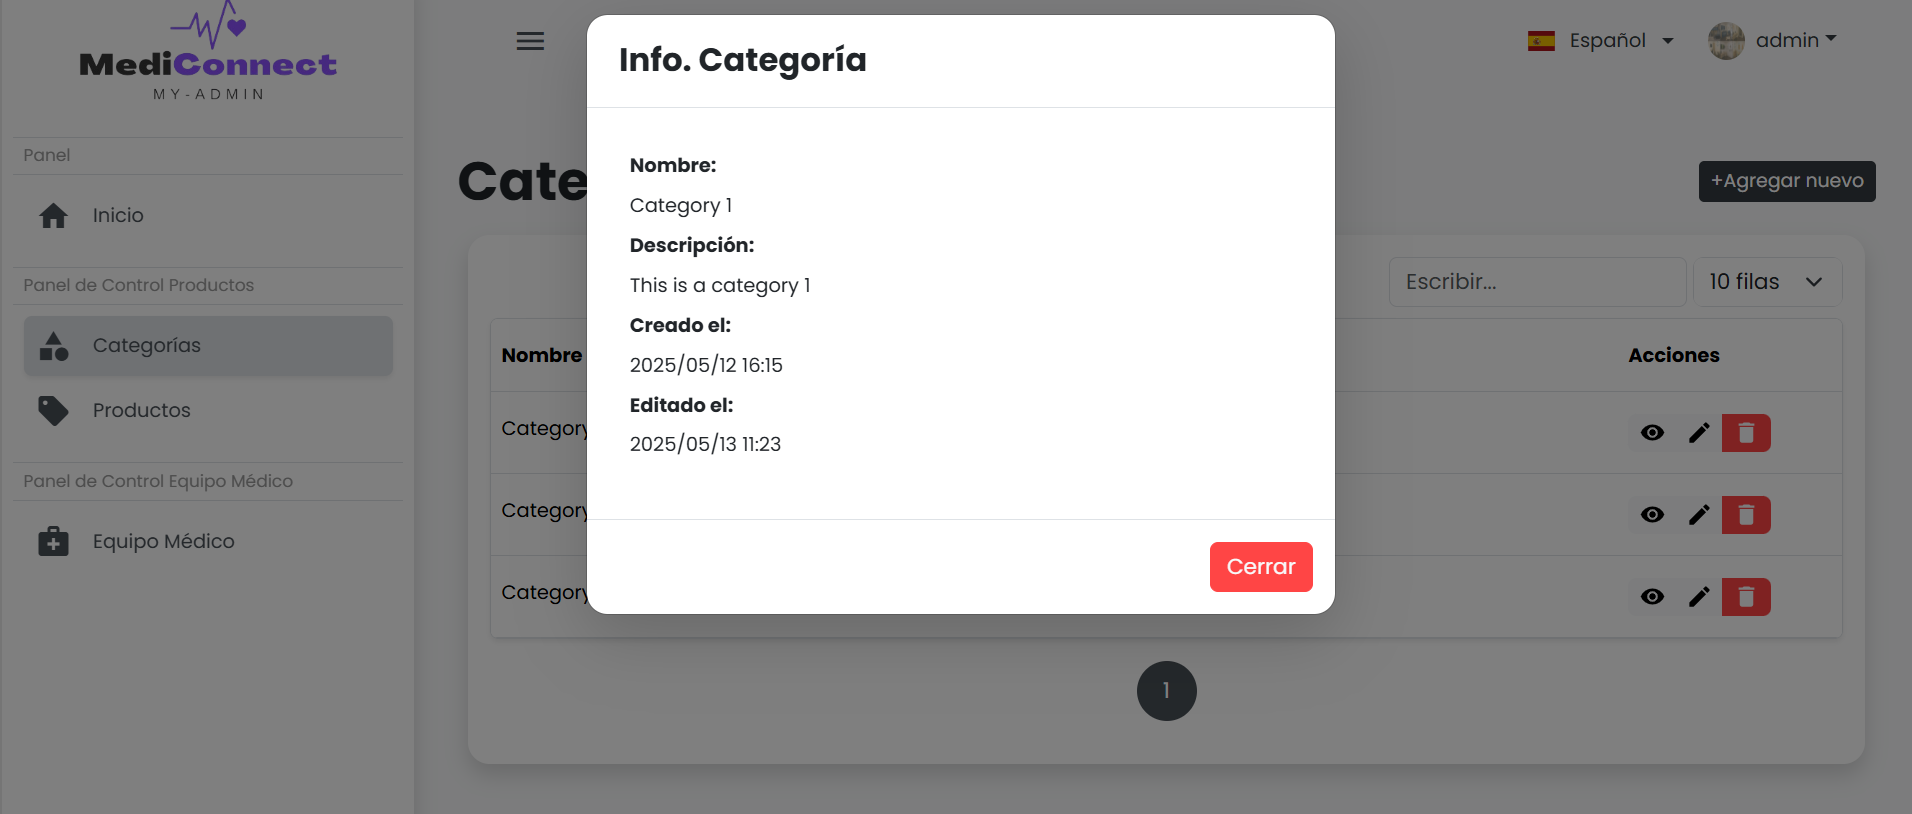 MediConnect
MY-ADMIN
Panel
Inicio
Panel de Control Productos
Categorías
Productos
Panel de Control Equipo Médico
Equipo Médico
Español
admin
+Agregar nuevo
Escribir...
10 filas
Nombre
Acciones
Category
Category
Category
1
Info. Categoría
Nombre:
Category 1
Descripción:
This is a category 1
Creado el:
2025/05/12 16:15
Editado el:
2025/05/13 11:23
Cerrar